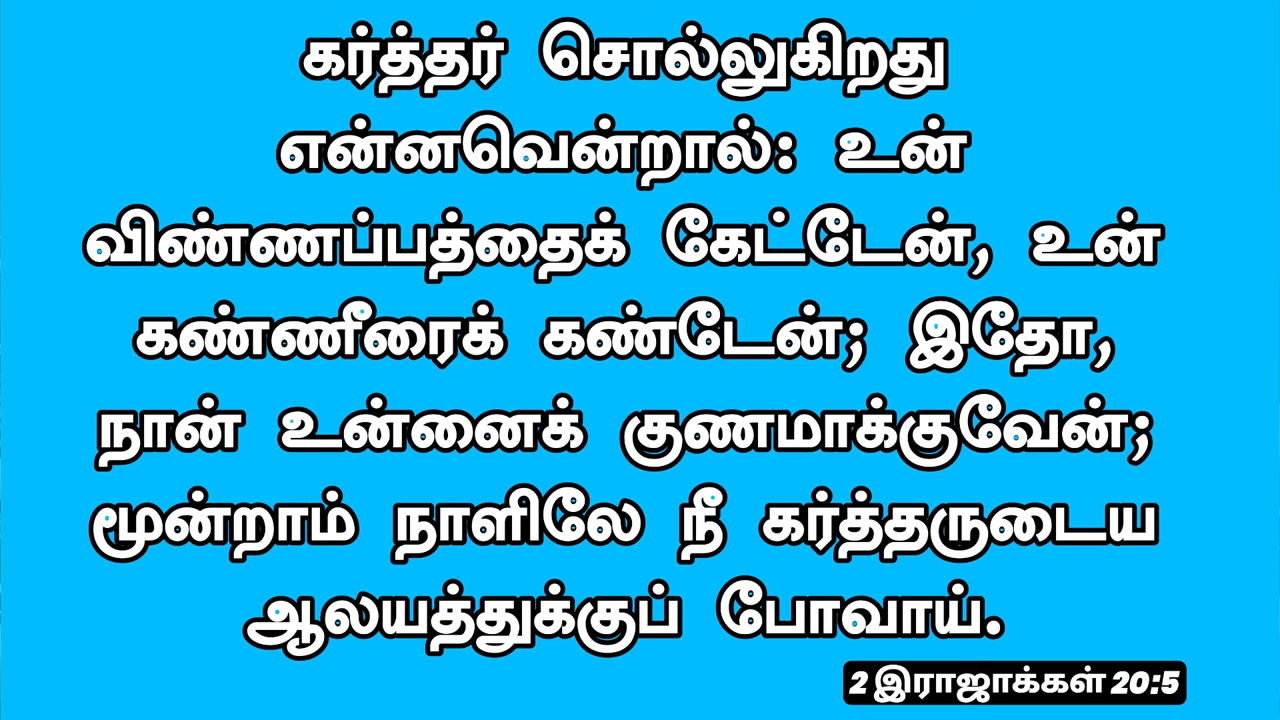 கர்த்தர் சொல்லுகிறது
என்னவென்றால்: உன்
விண்ணப்பத்தைக் கேட்டேன், உன்
கண்ணீரைக் கண்டேன்; இதோ,
நான் உன்னைக் குணமாக்குவேன்;
மூன்றாம் நாளிலே நீ கர்த்தருடைய
ஆலயத்துக்குப் போவாய்.
2 இராஜாக்கள் 20:5